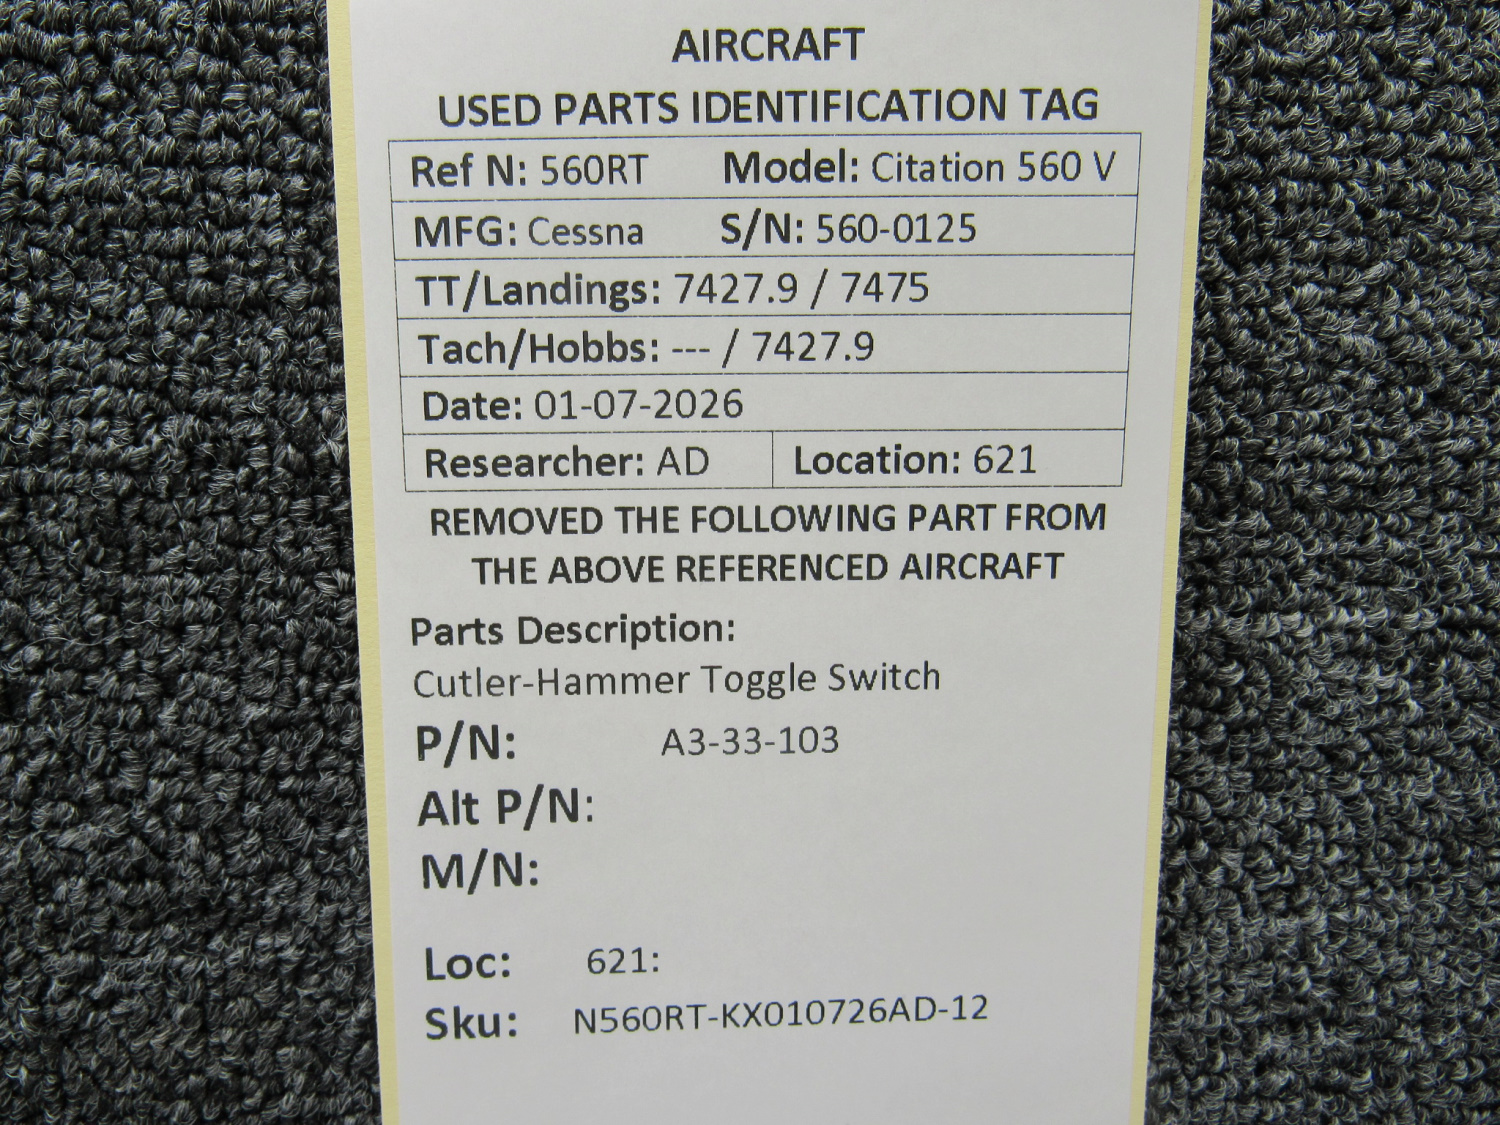 AIRCRAFT
USED PARTS IDENTIFICATION TAG
Ref N: 560RT Model: Citation 560 V
MFG: Cessna S/N: 560-0125
TT/Landings: 7427.9 / 7475
Tach/Hobbs: --- / 7427.9
Date: 01-07-2026
Researcher: AD Location: 621
REMOVED THE FOLLOWING PART FROM
THE ABOVE REFERENCED AIRCRAFT
Parts Description:
Cutler-Hammer Toggle Switch
P/N: A3-33-103
Alt P/N:
M/N:
Loc: 621:
Sku: N560RT-KX010726AD-12